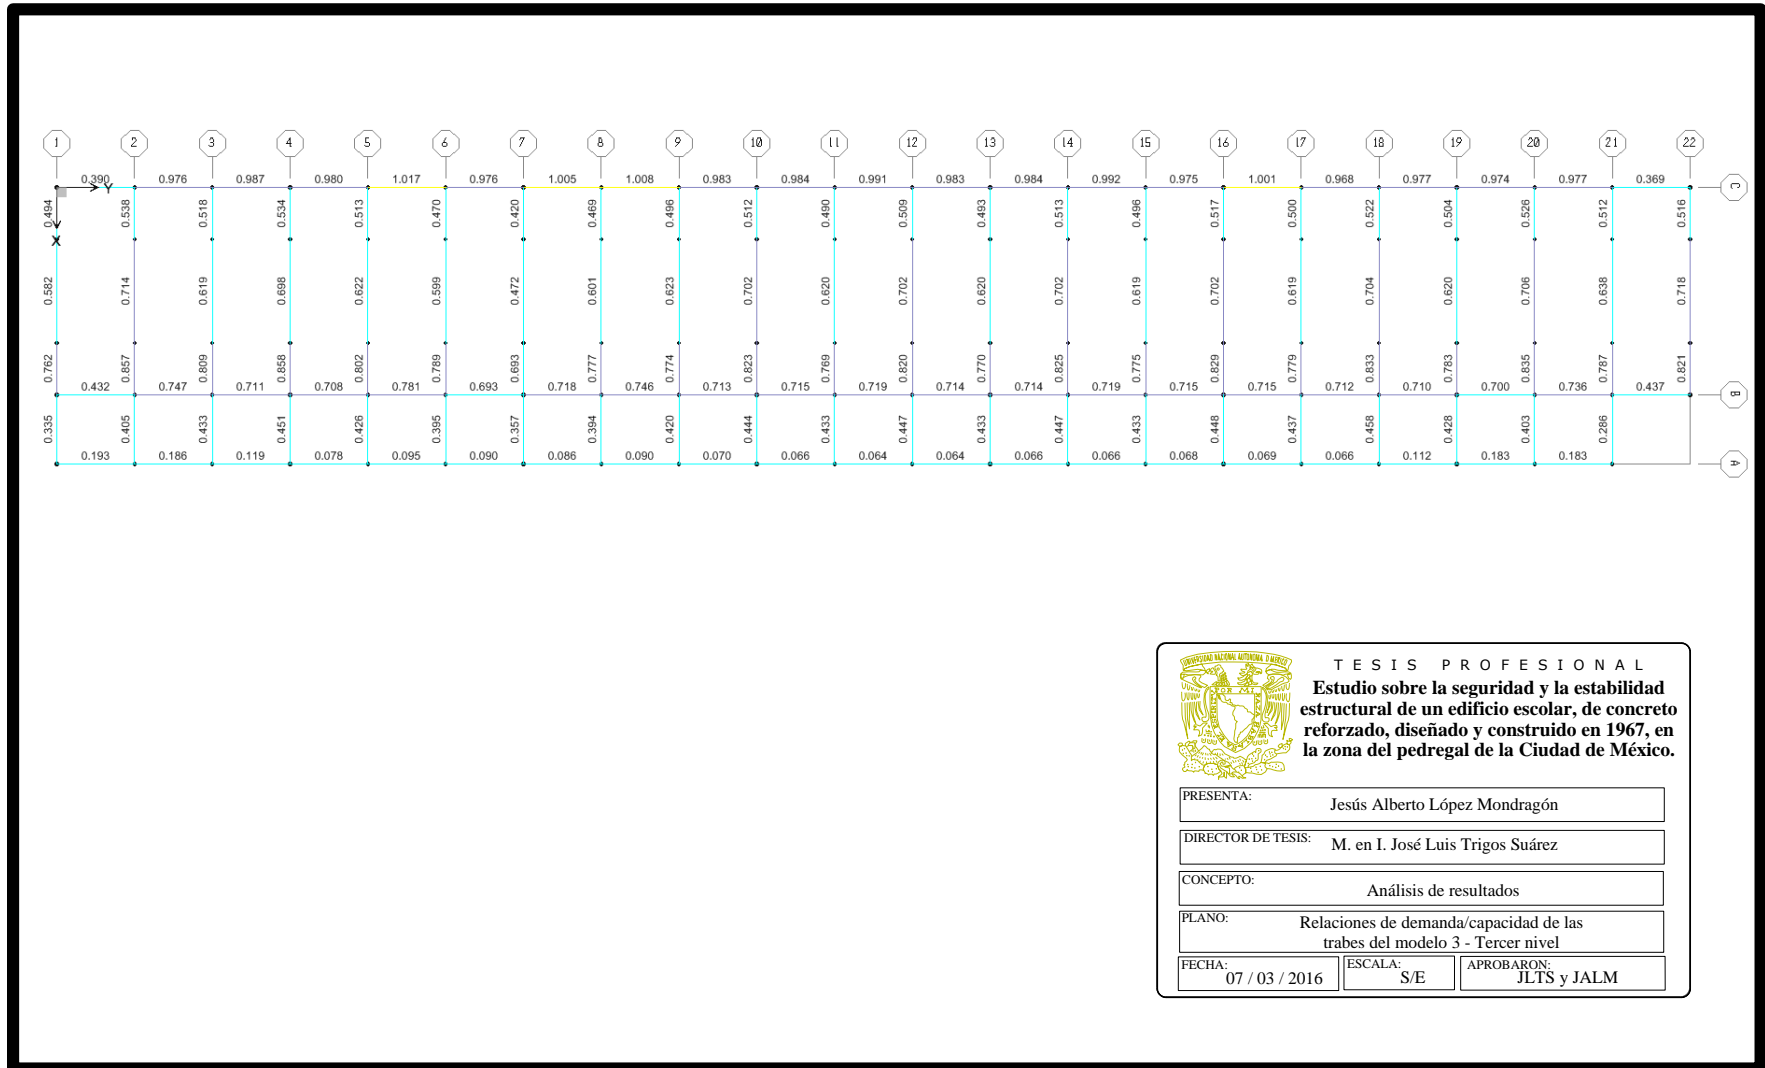 1 2 3 4 5 6 7 8 9 10 11 12 13 14 15 16 17 18 19 20 21 22
0.390 0.976 0.987 0.980 1.017 0.976 1.005 1.008 0.983 0.984 0.991 0.983 0.984 0.992 0.975 1.001 0.968 0.977 0.974 0.977 0.369
Y C
0.494 0.538 0.518 0.534 0.513 0.470 0.420 0.469 0.496 0.512 0.490 0.509 0.493 0.513 0.496 0.517 0.500 0.522 0.504 0.526 0.512 0.516
X
0.582 0.714 0.619 0.698 0.622 0.599 0.472 0.601 0.623 0.702 0.620 0.702 0.620 0.702 0.619 0.702 0.619 0.704 0.620 0.706 0.638 0.718
0.762 0.857 0.809 0.858 0.802 0.789 0.693 0.777 0.774 0.823 0.769 0.820 0.770 0.825 0.775 0.829 0.779 0.833 0.783 0.835 0.787 0.821
0.432 0.747 0.711 0.708 0.781 0.693 0.718 0.746 0.713 0.715 0.719 0.714 0.714 0.719 0.715 0.715 0.712 0.710 0.700 0.736 0.437
B
0.335 0.405 0.433 0.451 0.426 0.395 0.357 0.394 0.420 0.444 0.433 0.447 0.433 0.447 0.433 0.448 0.437 0.458 0.428 0.403 0.286
0.193 0.186 0.119 0.078 0.095 0.090 0.086 0.090 0.070 0.066 0.064 0.064 0.066 0.066 0.068 0.069 0.066 0.112 0.183 0.183
A
TESIS PROFESIONAL
Estudio sobre la seguridad y la estabilidad
estructural de un edificio escolar, de concreto
reforzado, diseñado y construido en 1967, en
la zona del pedregal de la Ciudad de México.
PRESENTA: Jesús Alberto López Mondragón
DIRECTOR DE TESIS: M. en I. José Luis Trigos Suárez
CONCEPTO: Análisis de resultados
PLANO: Relaciones de demanda/capacidad de las
trabes del modelo 3 - Tercer nivel
FECHA: 07 / 03 / 2016 ESCALA: S/E APROBARON: JLTS y JALM